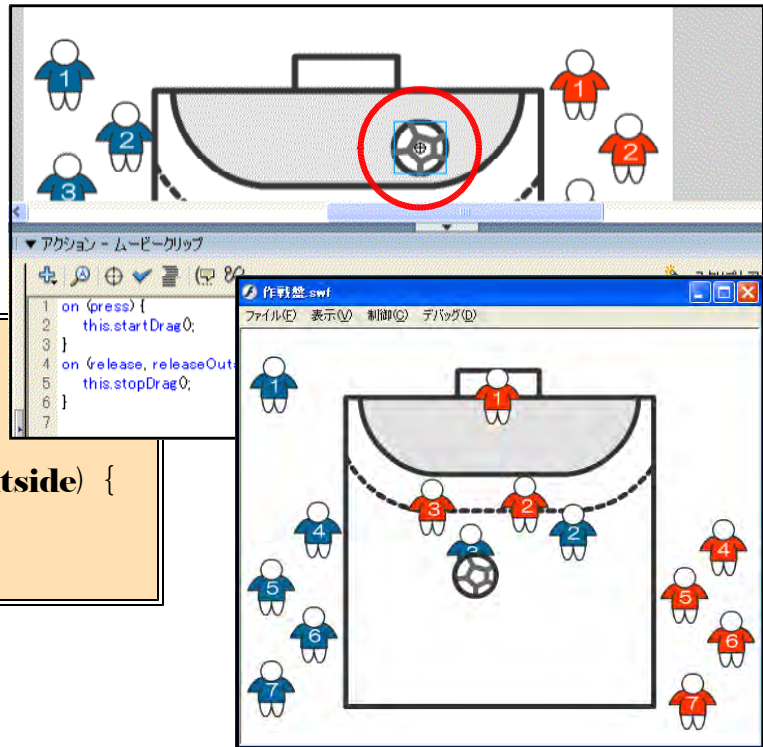 1
2
3
1
2
アクション - ムービークリップ
1 on (press) {
2 this.startDrag();
3 }
4 on (release,
5 this.stopDrag();
6 }
7
tside) {
作戦盤.swf
ファイル(F) 表示(V) 制御(C) デバッグ(D)
1
1
3
2
2
4
4
5
5
6
6
7
7